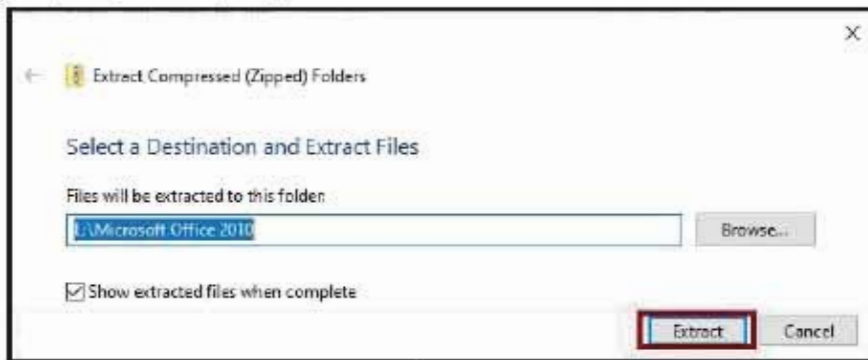 Extract Compressed (Zipped) Folders
Select a Destination and Extract Files
Files will be extracted to this folder:
:\Microsoft Office 2010
Browse...
Show extracted files when complete
Extract
Cancel